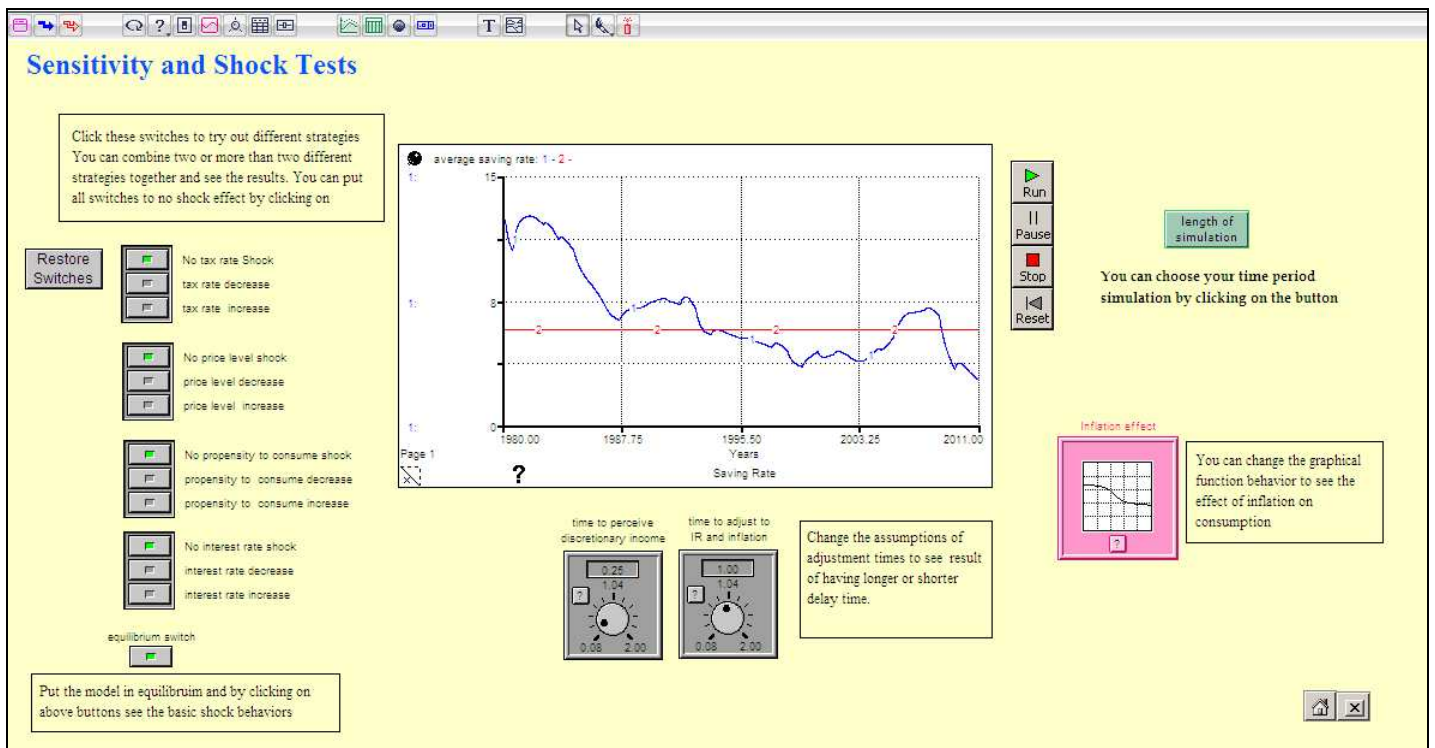 Sensitivity and Shock Tests
Click these switches to try out different strategies
You can combine two or more than two different
strategies together and see the results. You can put
all switches to no shock effect by clicking on
Restore
Switches
No tax rate Shook
tax rate decrease
tax rate increase
No price level shook
price level decrease
price level increase
No propensity to consume shock
propensity to consume decrease
propensity to consume increase
No interest rate shook
interest rate decrease
interest rate increase
equilibrium switch
Put the model in equilibruim and by clicking on
above buttons see the basic shock behaviors
average saving rate: 1 - 2 -
1: 15
1: 8
1: 0
1980.00 1987.75 1995.50 2003.25 2011.00
Page 1 Years
? Saving Rate
Run
Pause
Stop
Reset
length of
simulation
You can choose your time period
simulation by clicking on the button
time to perceive
discretionary income
0.25
1.04
?
0.08 2.00
time to adjust to
IR and inflation
1.00
1.04
?
0.08 2.00
Change the assumptions of
adjustment times to see result
of having longer or shorter
delay time.
Inflation effect
?
You can change the graphical
function behavior to see the
effect of inflation on
consumption